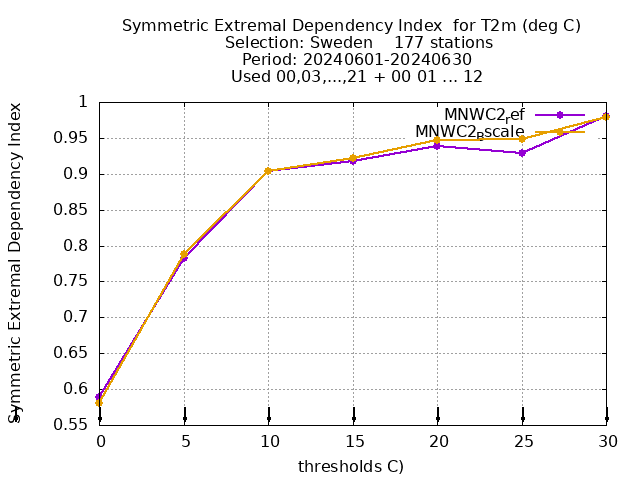 Symmetric Extremal Dependency Index  for T2m (deg C)
Selection: Sweden    177 stations
Period: 20240601-20240630
Used 00,03,...,21 + 00 01 ... 12
Symmetric Extremal Dependency Index
MNWC2_ref
MNWC2_Bscale
1
0.95
0.9
0.85
0.8
0.75
0.7
0.65
0.6
0.55
0 5 10 15 20 25 30
thresholds C)